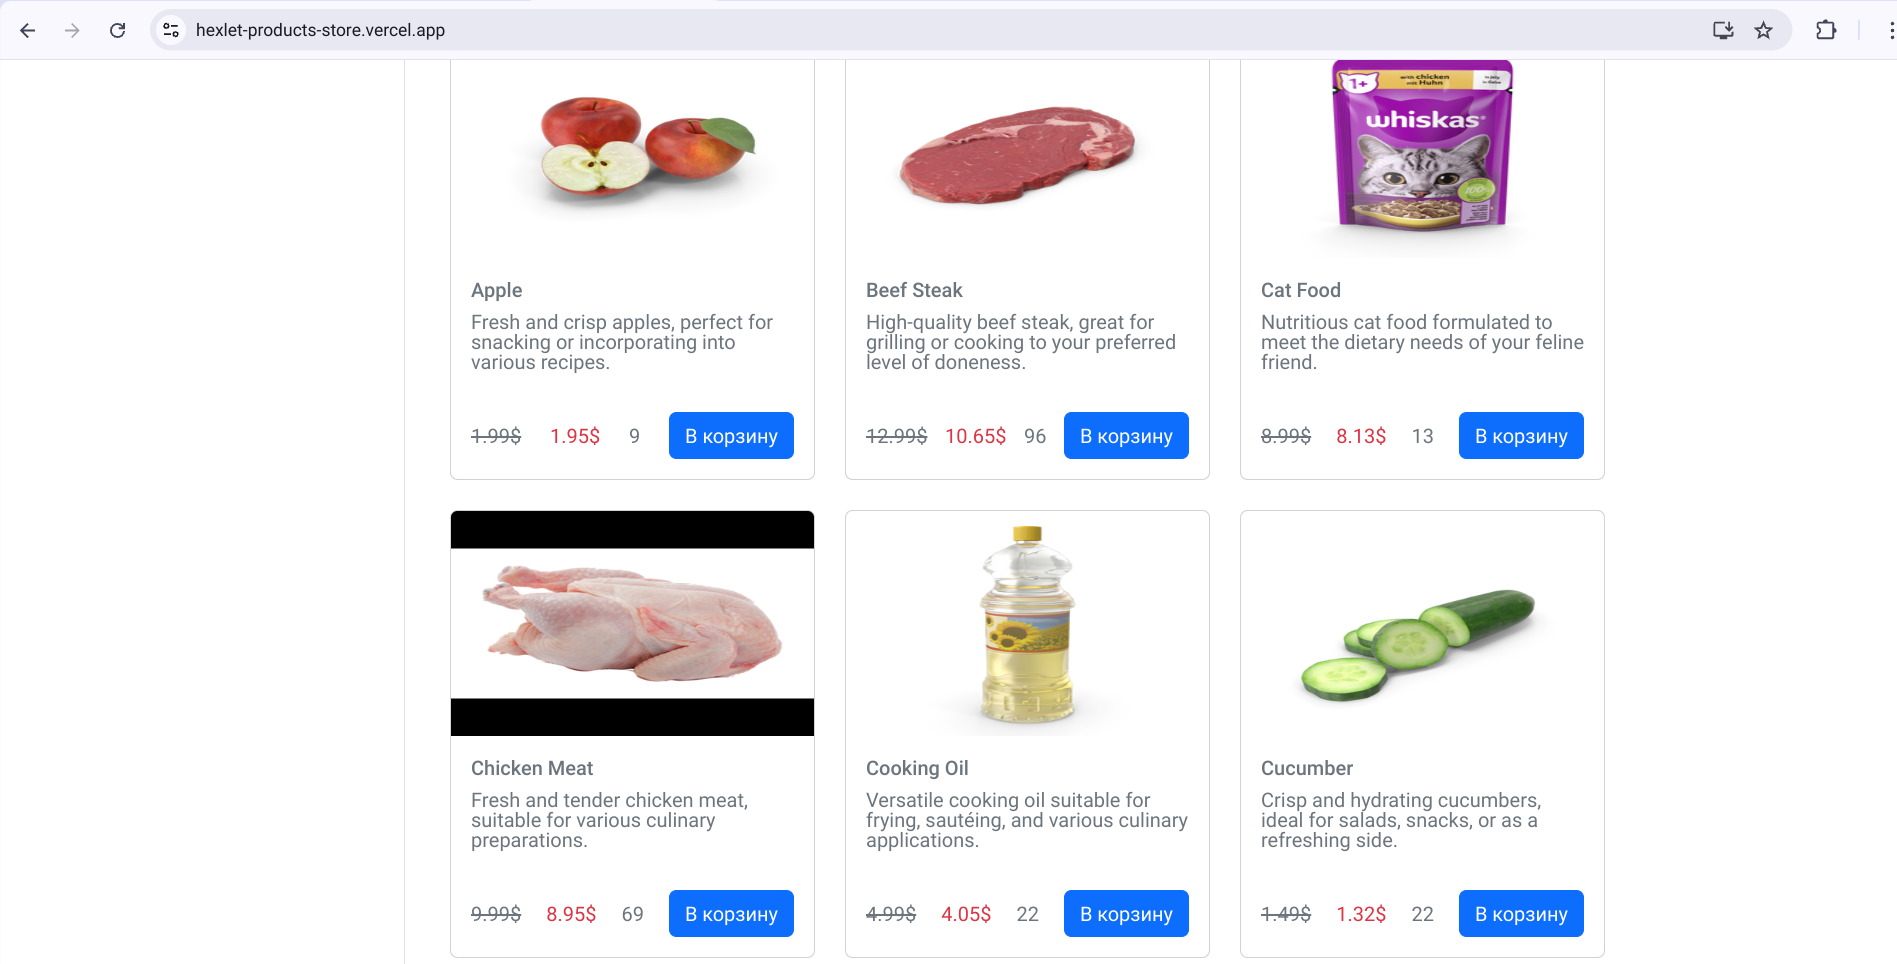 hexlet-products-store.vercel.app
1+
with chicken
mit Huhn
whiskas
100%
Apple
Fresh and crisp apples, perfect for
snacking or incorporating into
various recipes.
1.99$ 1.95$ 9 В корзину
Beef Steak
High-quality beef steak, great for
grilling or cooking to your preferred
level of doneness.
12.99$ 10.65$ 96 В корзину
Cat Food
Nutritious cat food formulated to
meet the dietary needs of your feline
friend.
8.99$ 8.13$ 13 В корзину
Chicken Meat
Fresh and tender chicken meat,
suitable for various culinary
preparations.
9.99$ 8.95$ 69 В корзину
Cooking Oil
Versatile cooking oil suitable for
frying, sautéing, and various culinary
applications.
4.99$ 4.05$ 22 В корзину
Cucumber
Crisp and hydrating cucumbers,
ideal for salads, snacks, or as a
refreshing side.
1.49$ 1.32$ 22 В корзину